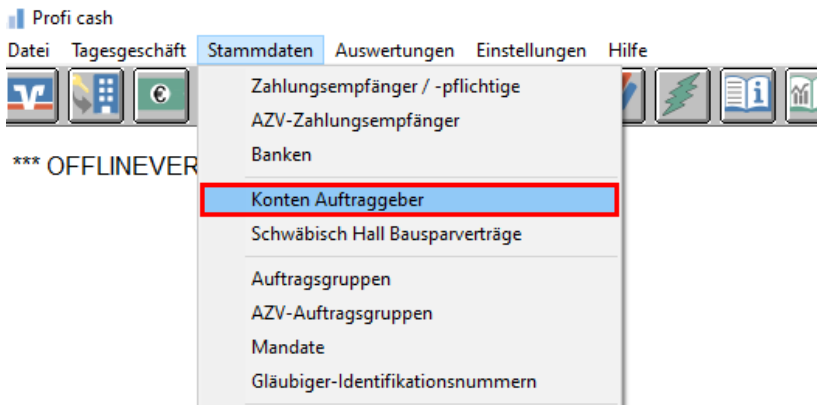 Profi cash
Datei Tagesgeschäft Stammdaten Auswertungen Einstellungen Hilfe
Zahlungsempfänger / -pflichtige
AZV-Zahlungsempfänger
Banken
*** OFFLINEVER
Konten Auftraggeber
Schwäbisch Hall Bausparverträge
Auftragsgruppen
AZV-Auftragsgruppen
Mandate
Gläubiger-Identifikationsnummern